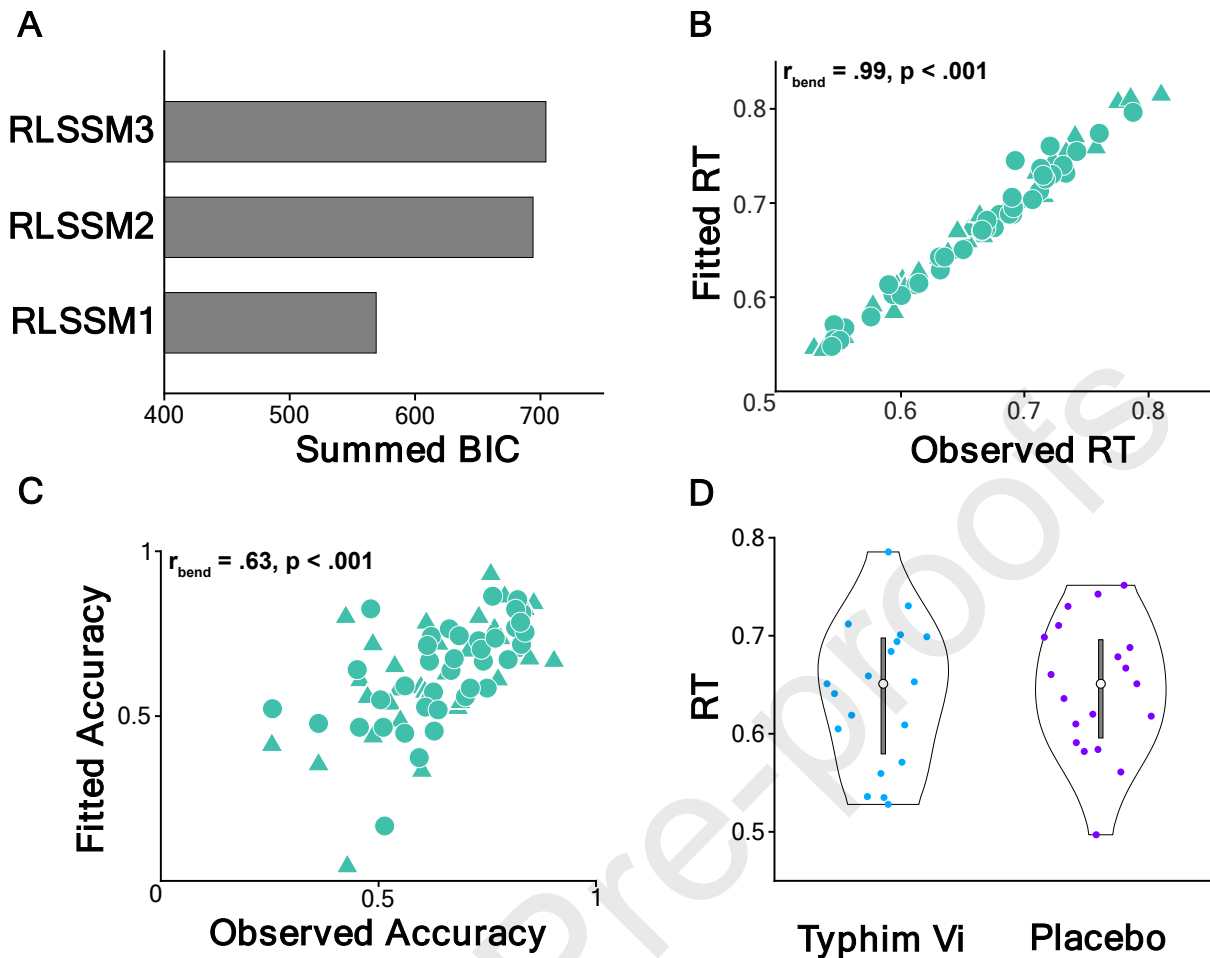 A
RLSSM3
RLSSM2
RLSSM1
400 500 600 700
Summed BIC
B
r bend = .99, p < .001
Fitted RT
0.8
0.7
0.6
0.5 0.6 0.7 0.8
Observed RT
C
r bend = .63, p < .001
Fitted Accuracy
1
0.5
0 0.5 1
Observed Accuracy
D
RT
0.8
0.7
0.6
0.5
Typhim Vi Placebo
Pre-proofs